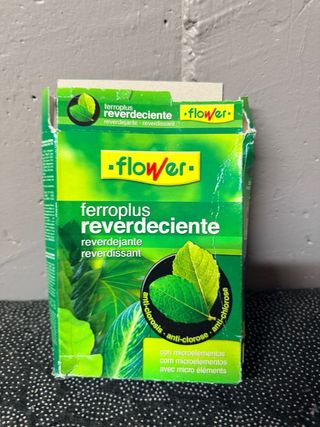 ferroplus
reverdeciente
reverdejante - reverdissant
·flower·
·flower·
ferroplus
reverdeciente
reverdejante
reverdissant
anti-clorosis · anti-clorose · anti-chlorose
con microelementos
com microelementos
avec micro éléments